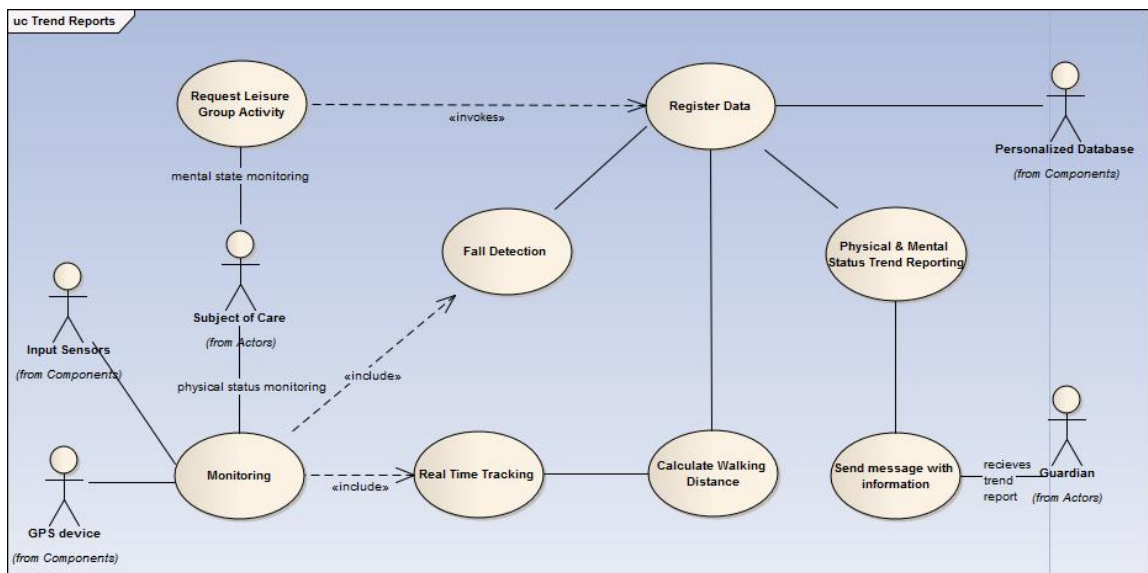 uc Trend Reports
Request Leisure
Group Activity
«invokes»
Register Data
Personalized Database
(from Components)
mental state monitoring
Fall Detection
Physical & Mental
Status Trend Reporting
Subject of Care
(from Actors)
Input Sensors
(from Components)
physical status monitoring
«include»
Monitoring
«include»
Real Time Tracking
Calculate Walking
Distance
Send message with
information
recieves
trend
report
Guardian
(from Actors)
GPS device
(from Components)